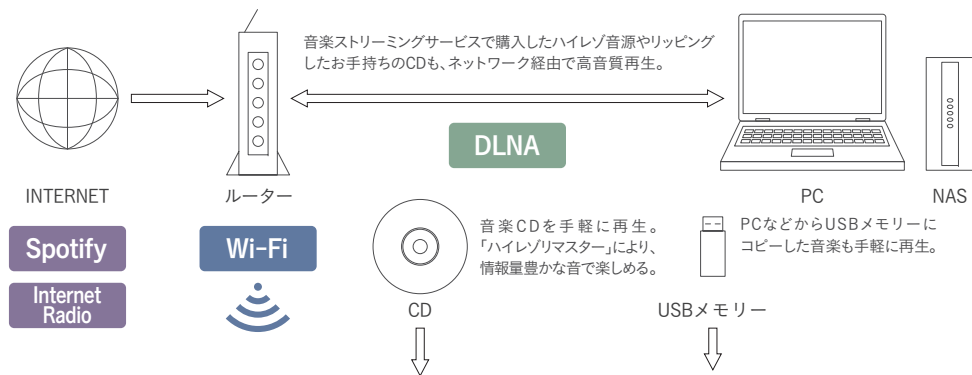 音楽ストリーミングサービスで購入したハイレゾ音源やリッピング
したお手持ちのCDも、ネットワーク経由で高音質再生。
DLNA
INTERNET
ルーター
PC
NAS
Spotify
Internet
Radio
Wi-Fi
音楽CDを手軽に再生。
「ハイレゾリマスター」により、
情報量豊かな音で楽しめる。
CD
PCなどからUSBメモリーに
コピーした音楽も手軽に再生。
USBメモリー